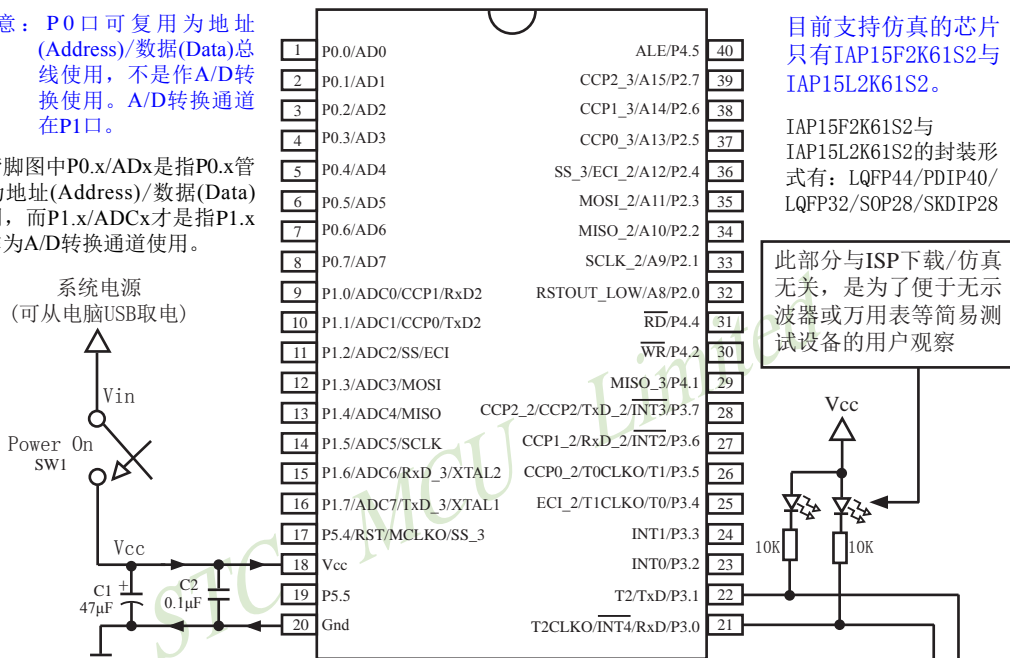 意：P0口可复用为地址
(Address)/数据(Data)总
线使用，不是作A/D转
换使用。A/D转换通道
在P1口。
脚图中P0.x/ADx是指P0.x管
为地址(Address)/数据(Data)
，而P1.x/ADCx才是指P1.x
为A/D转换通道使用。
系统电源
(可从电脑USB取电)
Vin
Power On
SW1
Vcc
C1
+
47μF
C2
0.1μF
1 P0.0/AD0
2 P0.1/AD1
3 P0.2/AD2
4 P0.3/AD3
5 P0.4/AD4
6 P0.5/AD5
7 P0.6/AD6
8 P0.7/AD7
9 P1.0/ADC0/CCP1/RxD2
10 P1.1/ADC1/CCP0/TxD2
11 P1.2/ADC2/SS/ECI
12 P1.3/ADC3/MOSI
13 P1.4/ADC4/MISO
14 P1.5/ADC5/SCLK
15 P1.6/ADC6/RxD_3/XTAL2
16 P1.7/ADC7/TxD_3/XTAL1
17 P5.4/RST/MCLKO/SS_3
18 Vcc
19 P5.5
20 Gnd
ALE/P4.5 40
CCP2_3/A15/P2.7 39
CCP1_3/A14/P2.6 38
CCP0_3/A13/P2.5 37
SS_3/ECI_2/A12/P2.4 36
MOSI_2/A11/P2.3 35
MISO_2/A10/P2.2 34
SCLK_2/A9/P2.1 33
RSTOUT_LOW/A8/P2.0 32
RD/P4.4 31
WR/P4.2 30
MISO_3/P4.1 29
CCP2_2/CCP2/TxD_2/INT3/P3.7 28
CCP1_2/RxD_2/INT2/P3.6 27
CCP0_2/T0CLKO/T1/P3.5 26
ECI_2/T1CLKO/T0/P3.4 25
INT1/P3.3 24
INT0/P3.2 23
T2/TxD/P3.1 22
T2CLKO/INT4/RxD/P3.0 21
STC MCU Limited
目前支持仿真的芯片
只有IAP15F2K61S2与
IAP15L2K61S2。
IAP15F2K61S2与
IAP15L2K61S2的封装形
式有：LQFP44/PDIP40/
LQFP32/SOP28/SKDIP28
此部分与ISP下载/仿真
无关，是为了便于无示
波器或万用表等简易测
试设备的用户观察
Vcc
10K
10K